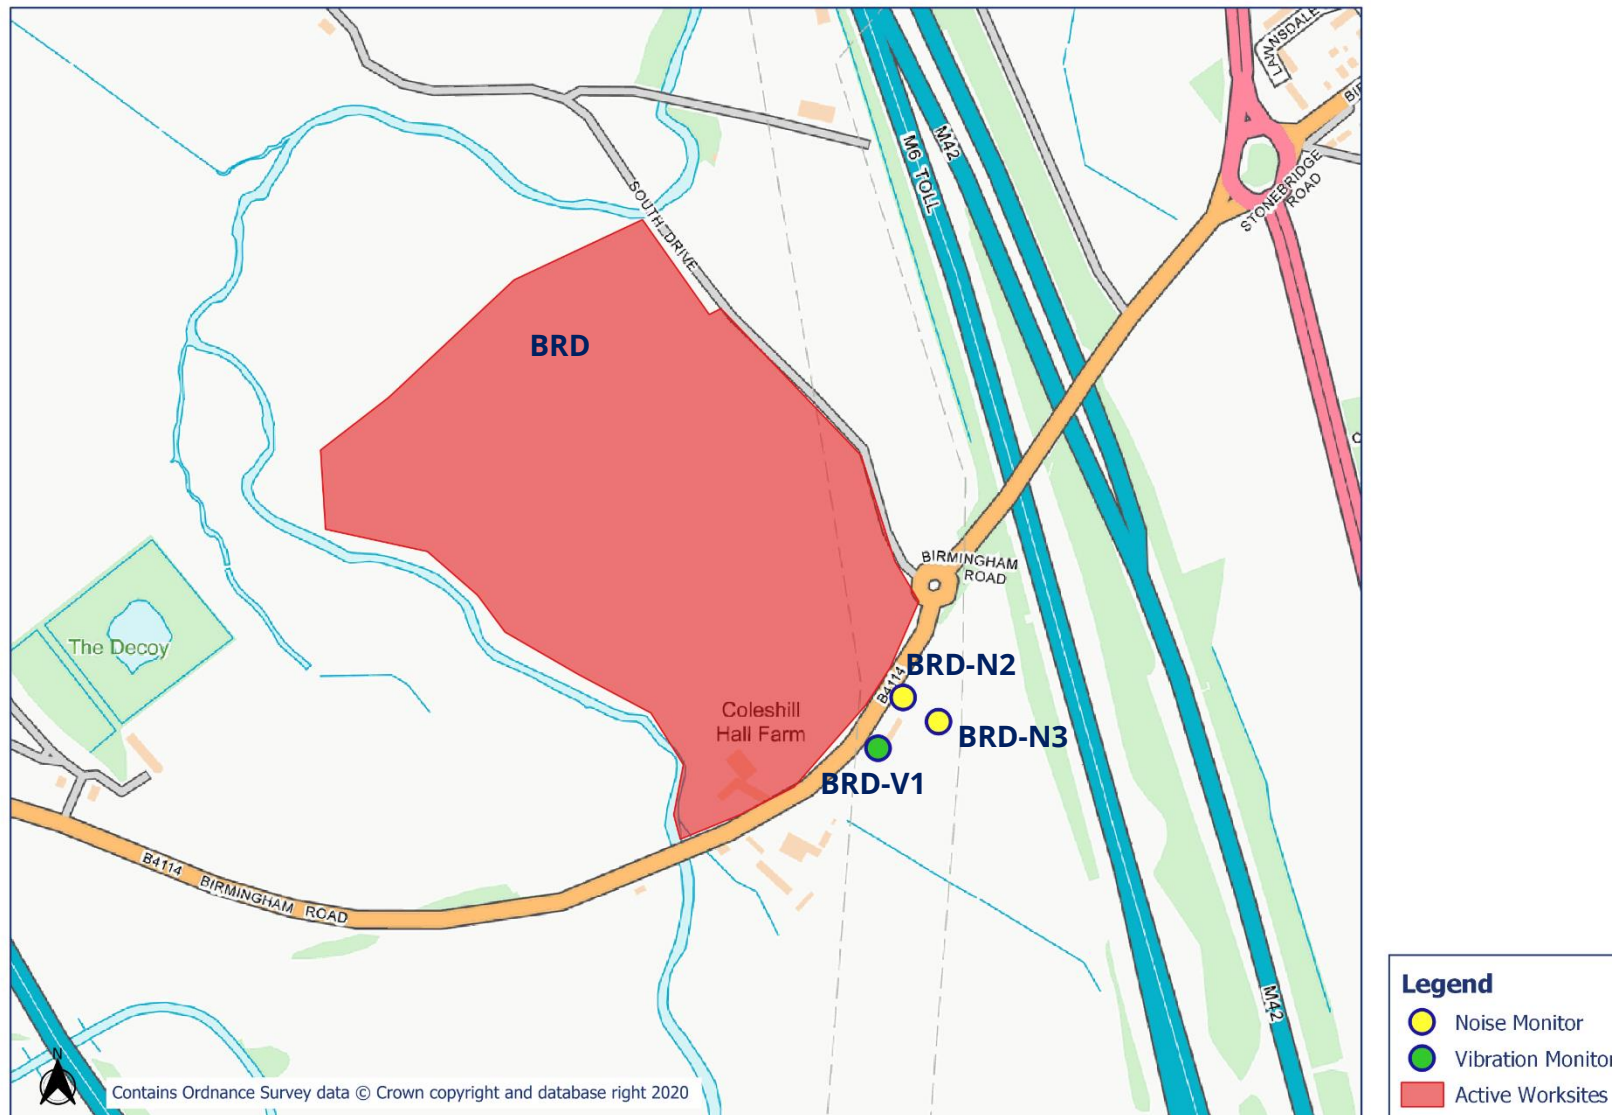 LAWNSDALE
BIR
M42
M6 TOLL
STONEBRIDGE
ROAD
SOUTH DRIVE
BRD
BIRMINGHAM
ROAD
The Decoy
BRD-N2
B4114
Coleshill
Hall Farm
BRD-N3
BRD-V1
B4114 BIRMINGHAM ROAD
M42
N
Contains Ordnance Survey data © Crown copyright and database right 2020
Legend
Noise Monitor
Vibration Monitor
Active Worksites